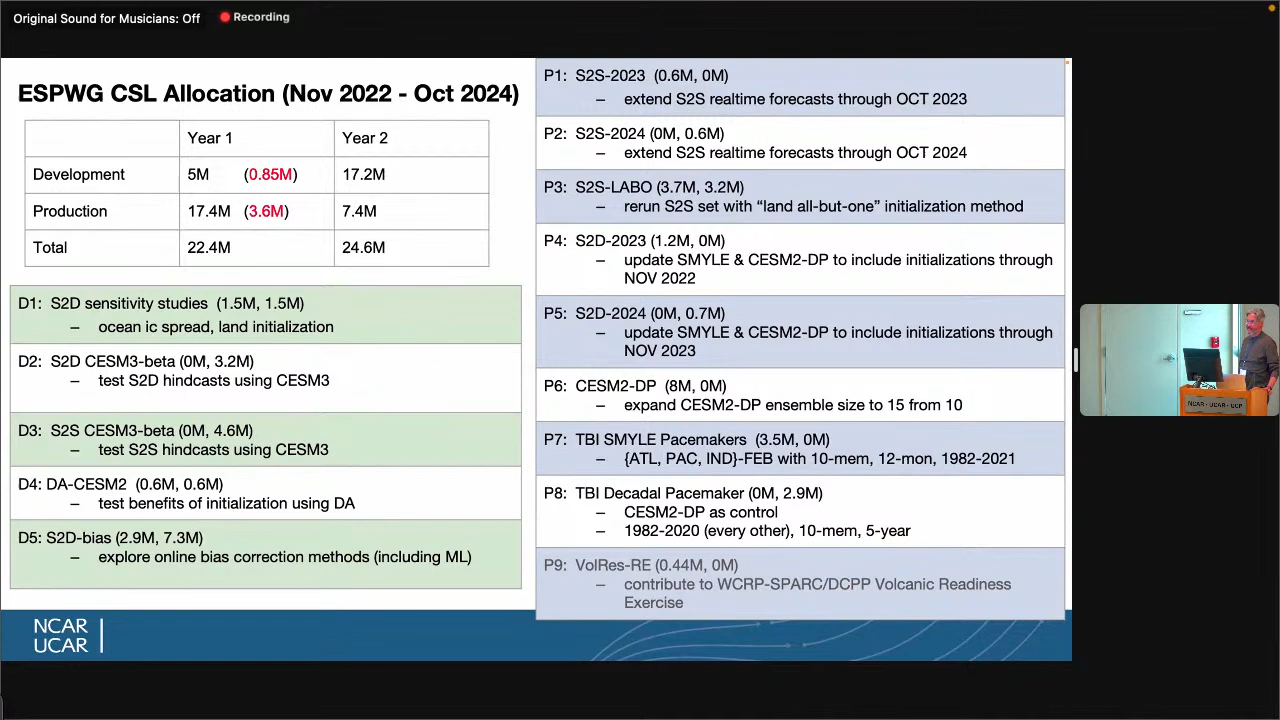 Original Sound for Musicians: Off
Recording
ESPWG CSL Allocation (Nov 2022 - Oct 2024)
Year 1 Year 2
Development 5M (0.85M) 17.2M
Production 17.4M (3.6M) 7.4M
Total 22.4M 24.6M
D1: S2D sensitivity studies (1.5M, 1.5M)
– ocean ic spread, land initialization
D2: S2D CESM3-beta (0M, 3.2M)
– test S2D hindcasts using CESM3
D3: S2S CESM3-beta (0M, 4.6M)
– test S2S hindcasts using CESM3
D4: DA-CESM2 (0.6M, 0.6M)
– test benefits of initialization using DA
D5: S2D-bias (2.9M, 7.3M)
– explore online bias correction methods (including ML)
P1: S2S-2023 (0.6M, 0M)
– extend S2S realtime forecasts through OCT 2023
P2: S2S-2024 (0M, 0.6M)
– extend S2S realtime forecasts through OCT 2024
P3: S2S-LABO (3.7M, 3.2M)
– rerun S2S set with “land all-but-one” initialization method
P4: S2D-2023 (1.2M, 0M)
– update SMYLE & CESM2-DP to include initializations through
NOV 2022
P5: S2D-2024 (0M, 0.7M)
– update SMYLE & CESM2-DP to include initializations through
NOV 2023
P6: CESM2-DP (8M, 0M)
– expand CESM2-DP ensemble size to 15 from 10
P7: TBI SMYLE Pacemakers (3.5M, 0M)
– {ATL, PAC, IND}-FEB with 10-mem, 12-mon, 1982-2021
P8: TBI Decadal Pacemaker (0M, 2.9M)
– CESM2-DP as control
– 1982-2020 (every other), 10-mem, 5-year
P9: VolRes-RE (0.44M, 0M)
– contribute to WCRP-SPARC/DCPP Volcanic Readiness
Exercise
NCAR
UCAR
NCAR - UCAR - UCP